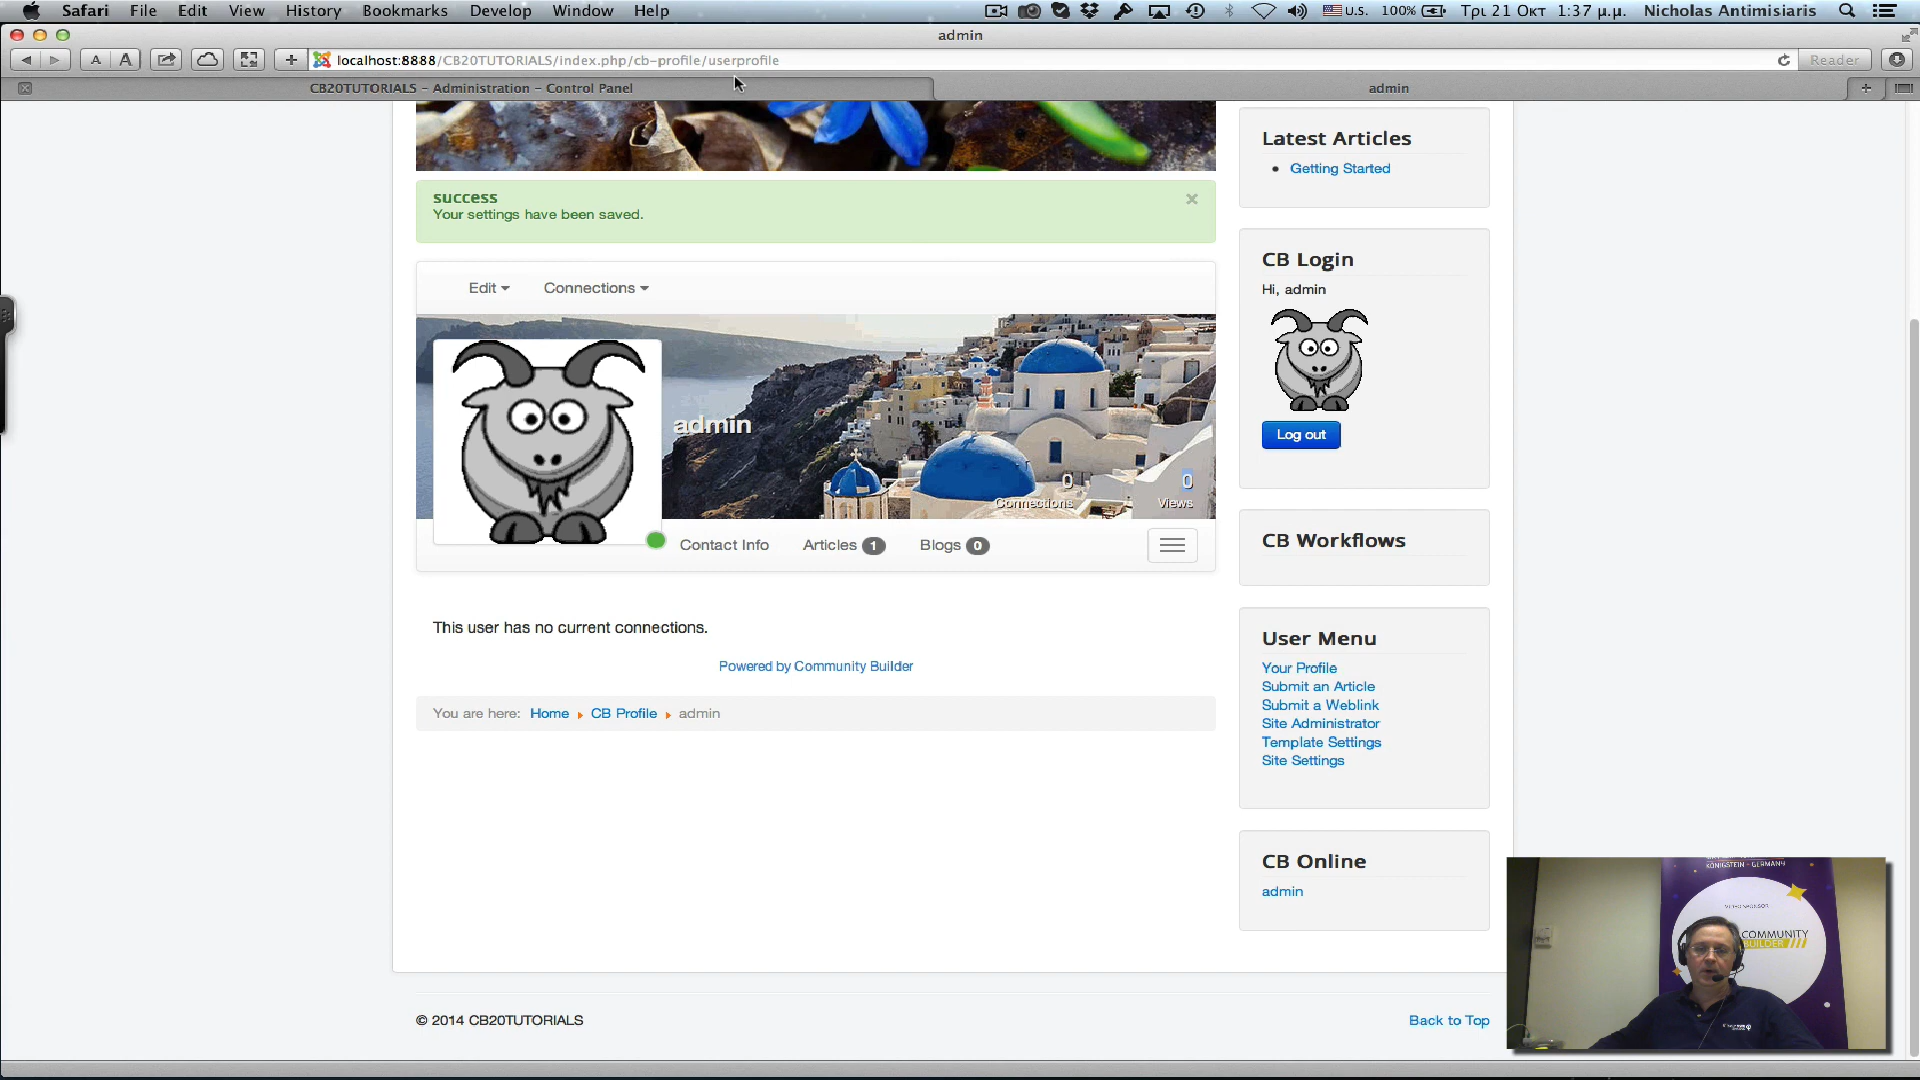 Safari File Edit View History Bookmarks Develop Window Help U.S. 100% Τρι 21 Οκτ 1:37 μ.μ. Nicholas Antimisiaris
admin
A A + localhost:8888/CB20TUTORIALS/index.php/cb-profile/userprofile Reader
CB20TUTORIALS – Administration – Control Panel
admin
success
Your settings have been saved.
×
Edit
Connections
admin
0
Connections
0
Views
Contact Info
Articles 1
Blogs 0
This user has no current connections.
Powered by Community Builder
You are here: Home CB Profile admin
Latest Articles
Getting Started
CB Login
Hi, admin
Log out
CB Workflows
User Menu
Your Profile
Submit an Article
Submit a Weblink
Site Administrator
Template Settings
Site Settings
CB Online
admin
KÖNIGSTEIN - GERMANY
COMMUNITY
BUILDER
© 2014 CB20TUTORIALS
Back to Top